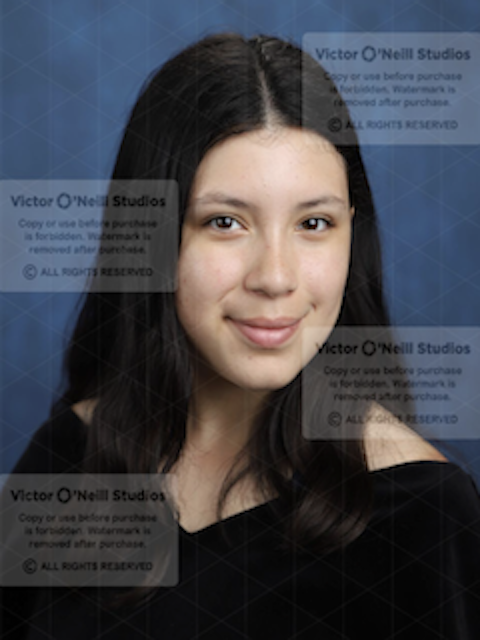 Victor O'Neill Studios
Copy or use before purchase
is forbidden. Watermark is
removed after purchase.
© ALL RIGHTS RESERVED
Victor O'Neill Studios
Copy or use before purchase
is forbidden. Watermark is
removed after purchase.
© ALL RIGHTS RESERVED
Victor O'Neill Studios
Copy or use before purchase
is forbidden. Watermark is
removed after purchase.
© ALL RIGHTS RESERVED
Victor O'Neill Studios
Copy or use before purchase
is forbidden. Watermark is
removed after purchase.
© ALL RIGHTS RESERVED